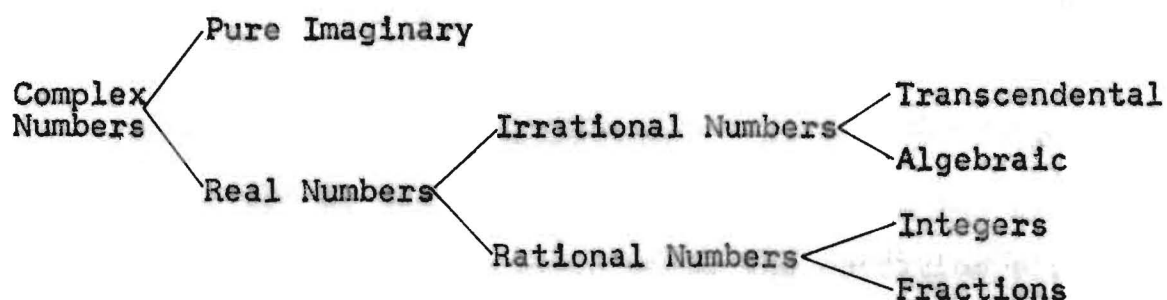 Pure Imaginary
Complex
Numbers
Transcendental
Irrational Numbers
Algebraic
Real Numbers
Integers
Rational Numbers
Fractions